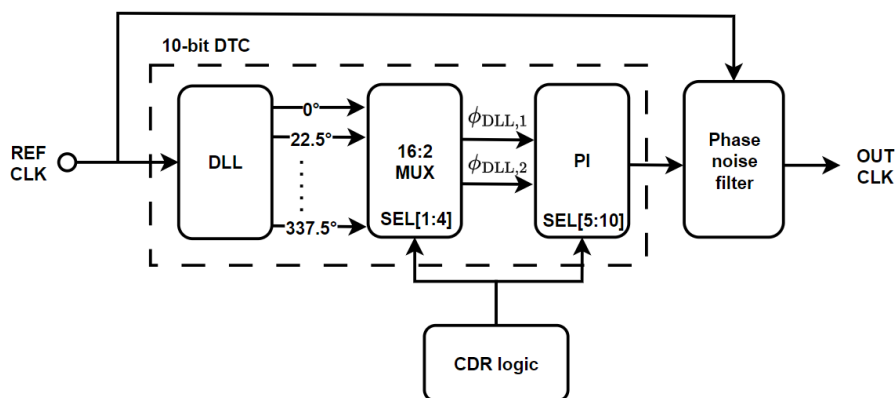 10-bit DTC
REF
CLK
DLL
0°
22.5°
337.5°
16:2
MUX
SEL[1:4]
ϕDLL,1
ϕDLL,2
PI
SEL[5:10]
Phase
noise
filter
OUT
CLK
CDR logic